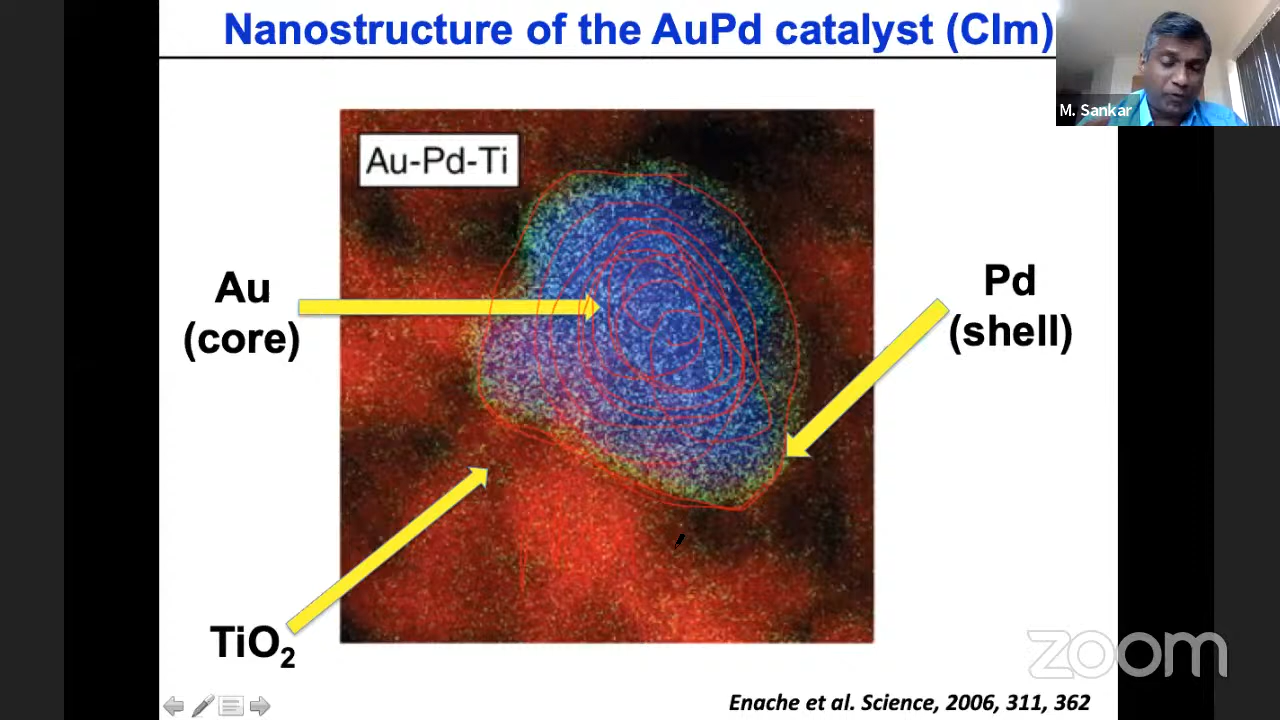 Nanostructure of the AuPd catalyst (CIm)
M. Sankar
Au-Pd-Ti
Au
(core)
Pd
(shell)
TiO₂
zoom
Enache et al. Science, 2006, 311, 362